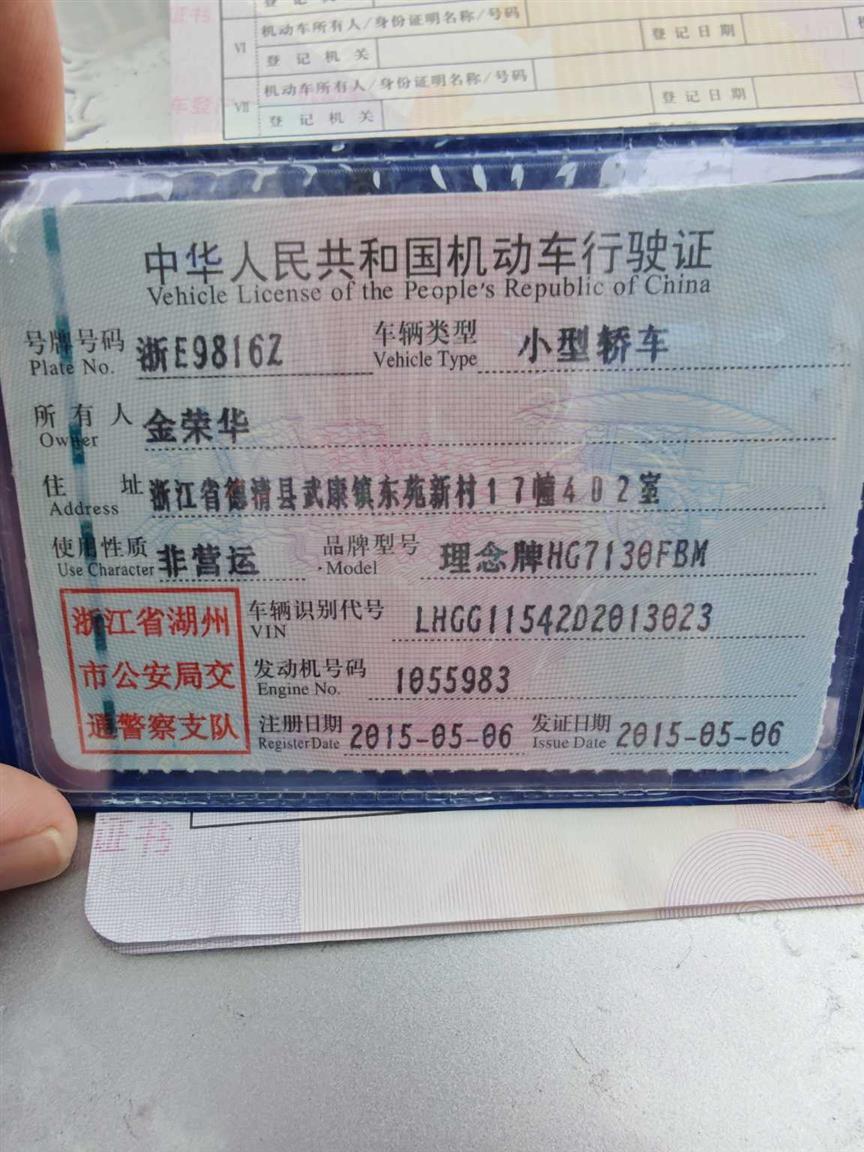 证书
VI
机动车所有人/身份证明名称/号码
登记机关
登记日期
VII
机动车所有人/身份证明名称/号码
登记机关
登记日期
中华人民共和国机动车行驶证
Vehicle License of the People's Republic of China
号牌号码 浙E9816Z 车辆类型 小型轿车
Plate No. Vehicle Type
所有人 金荣华
Owner
住址 浙江省德清县武康镇东苑新村17幢402室
Address
使用性质 非营运 品牌型号 理念牌HG7130FBM
Use Character Model
浙江省湖州
市公安局交
通警察支队
车辆识别代号 LHGG11542D2013023
VIN
发动机号码 1055983
Engine No.
注册日期 2015-05-06 发证日期 2015-05-06
Register Date Issue Date
证书